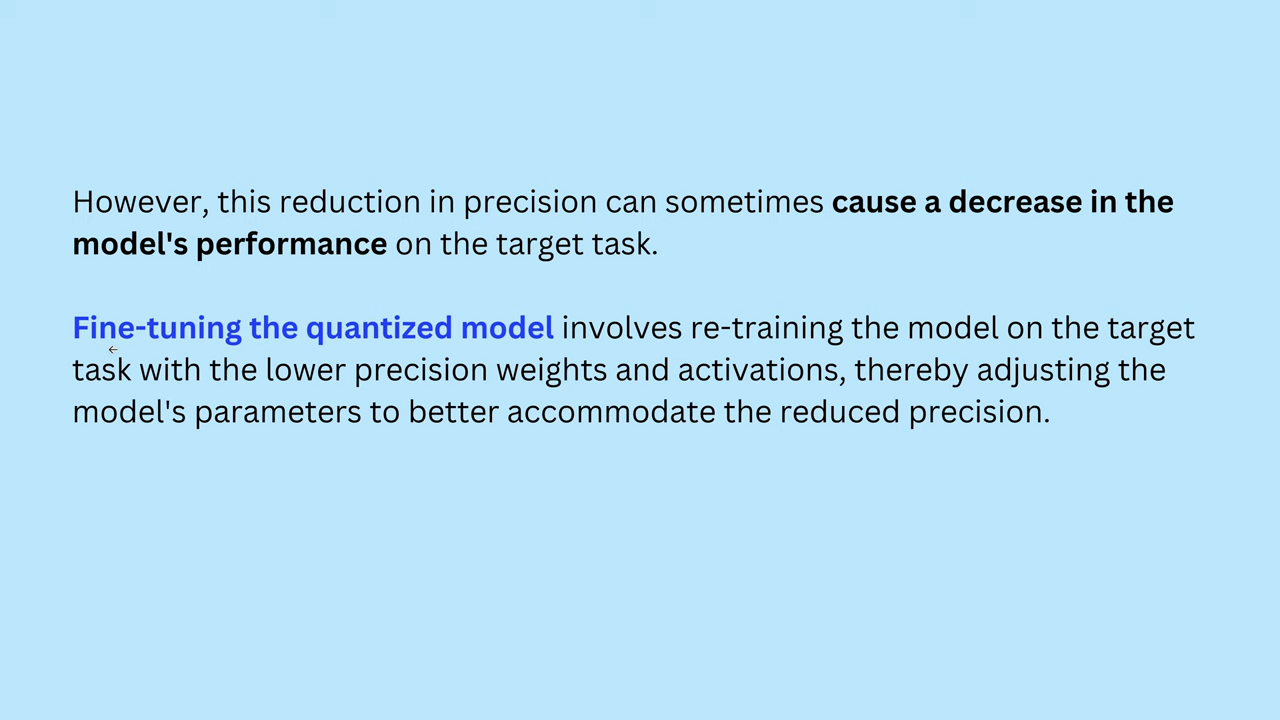 However, this reduction in precision can sometimes cause a decrease in the
model's performance on the target task.
Fine-tuning the quantized model involves re-training the model on the target
task with the lower precision weights and activations, thereby adjusting the
model's parameters to better accommodate the reduced precision.